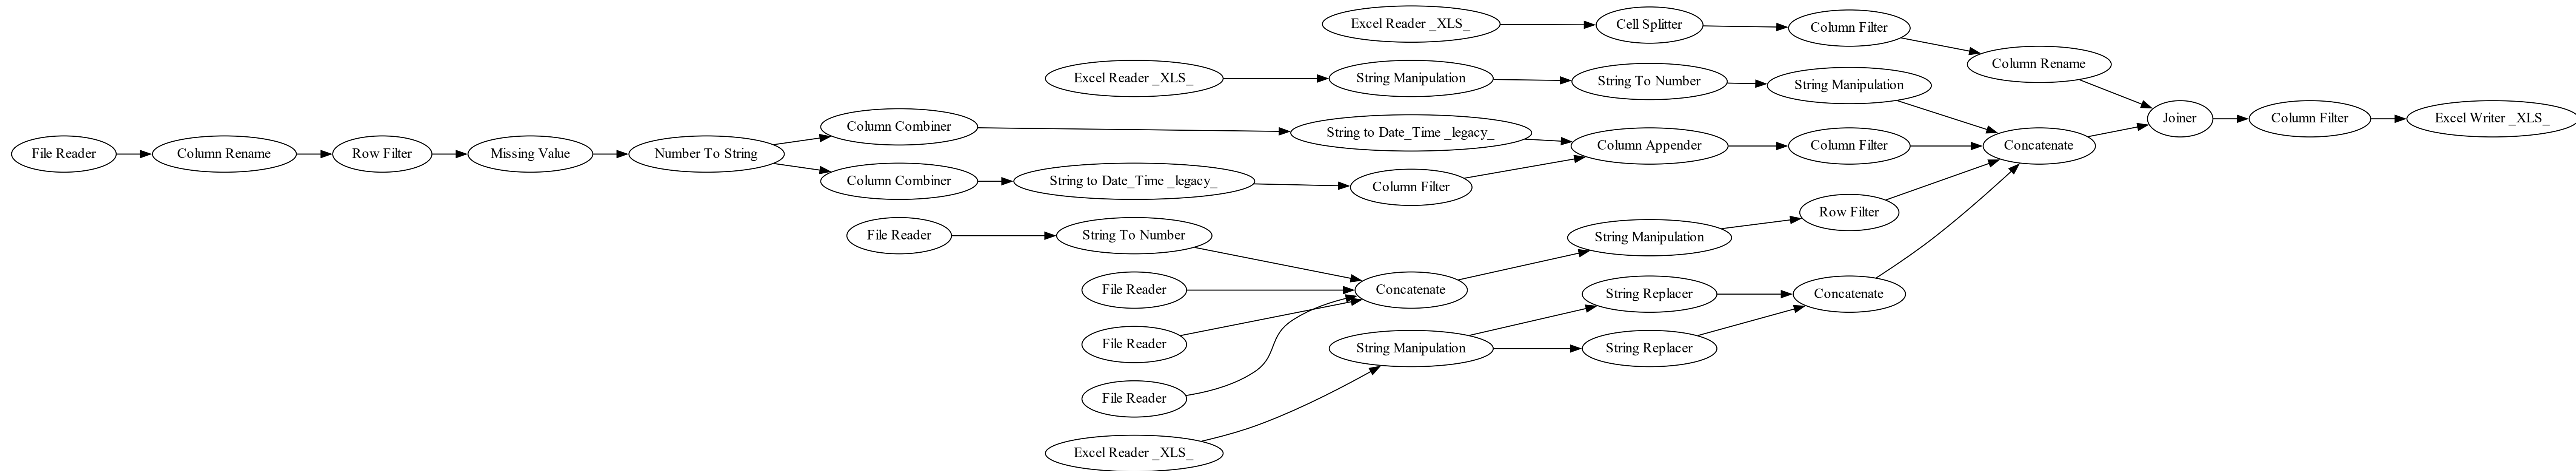 Excel Reader _XLS_
Cell Splitter
Column Filter
Column Rename
Excel Reader _XLS_
String Manipulation
String To Number
String Manipulation
File Reader
Column Rename
Row Filter
Missing Value
Number To String
Column Combiner
String to Date_Time _legacy_
Column Combiner
String to Date_Time _legacy_
Column Filter
Column Appender
Column Filter
Concatenate
Joiner
Column Filter
Excel Writer _XLS_
File Reader
String To Number
File Reader
File Reader
File Reader
Concatenate
String Manipulation
Row Filter
Excel Reader _XLS_
String Manipulation
String Replacer
String Replacer
Concatenate